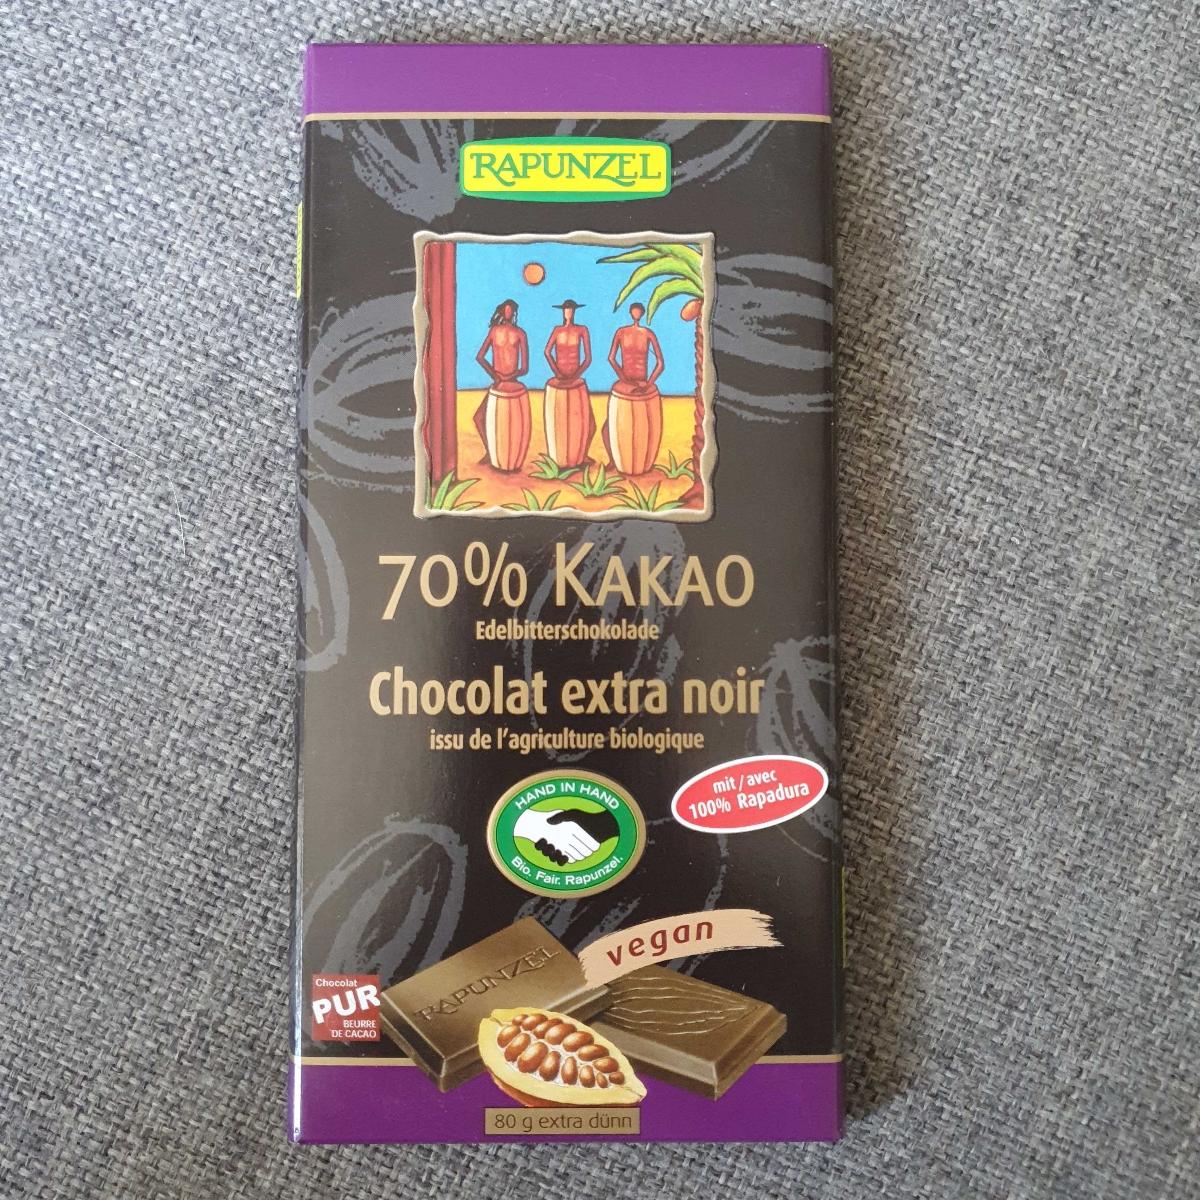 RAPUNZEL
70% KAKAO
Edelbitterschokolade
Chocolat extra noir
issu de l'agriculture biologique
mit / avec
100% Rapadura
HAND IN HAND
Bio. Fair. Rapunzel.
vegan
RAPUNZEL
Chocolat
PUR
BEURRE
DE CACAO
80 g extra dünn